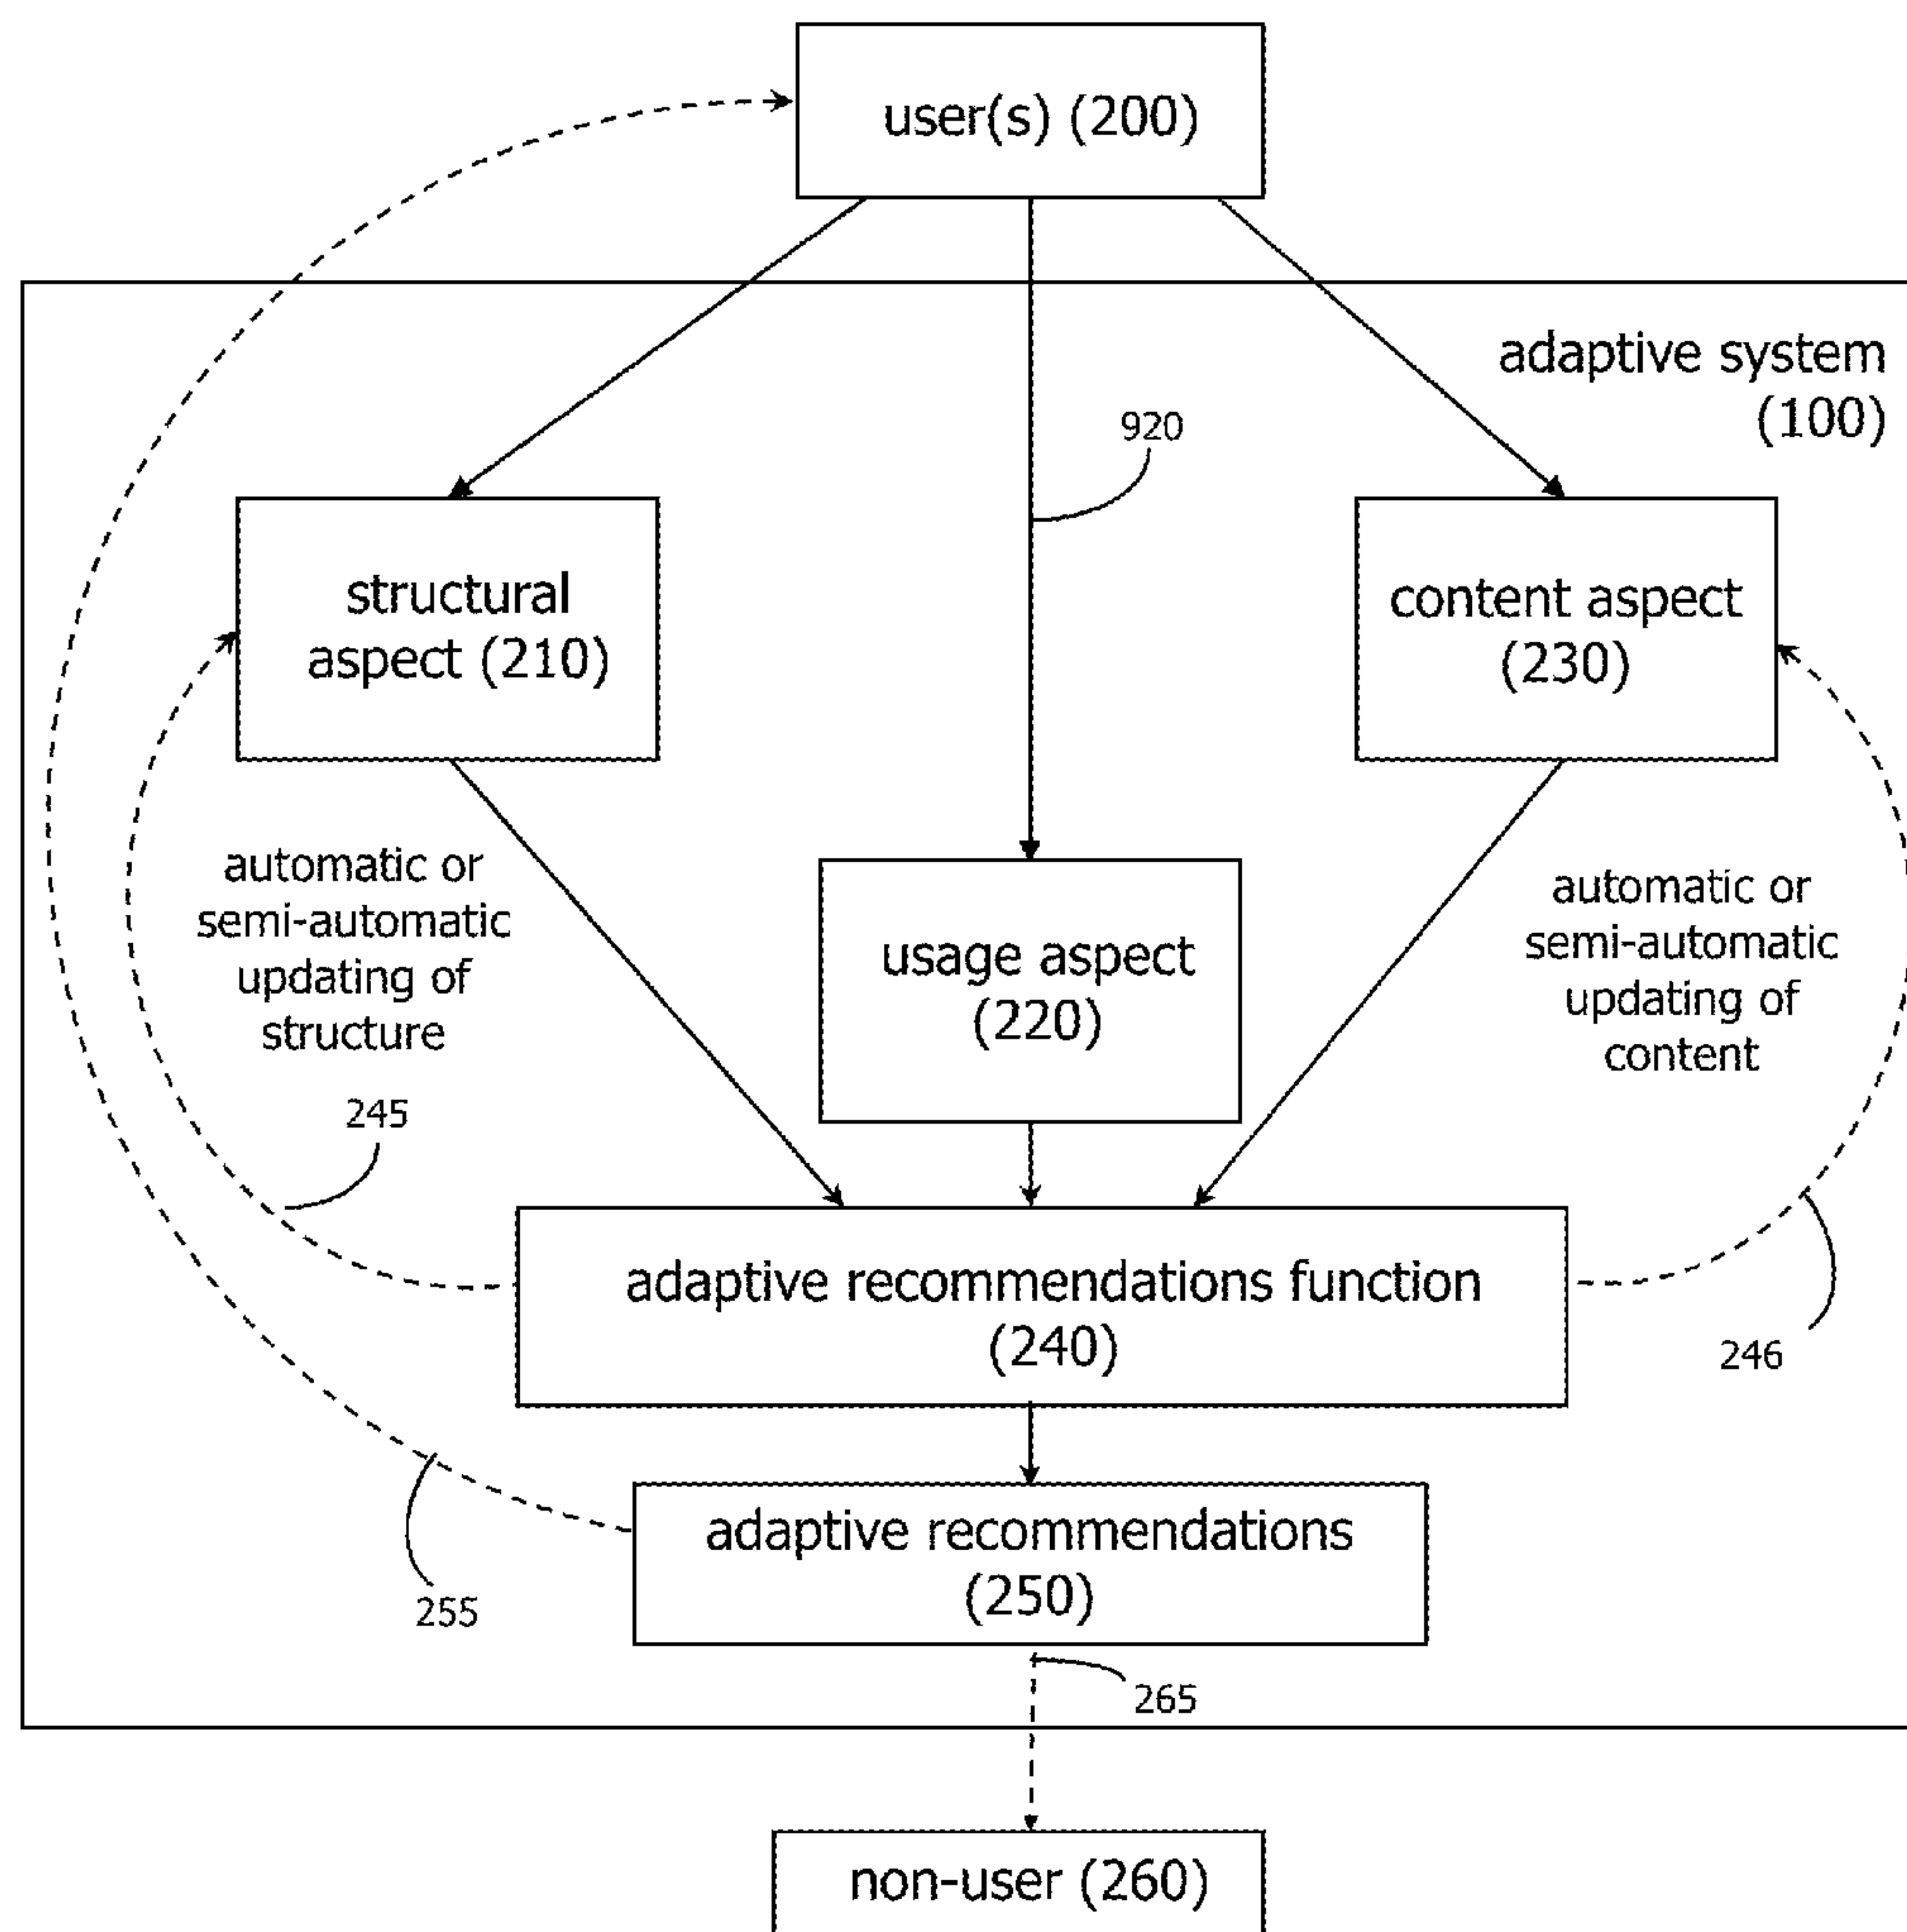 user(s) (200)
adaptive system
(100)
920
structural
aspect (210)
content aspect
(230)
automatic or
semi-automatic
updating of
structure
usage aspect
(220)
automatic or
semi-automatic
updating of
content
245
adaptive recommendations function
(240)
246
adaptive recommendations
(250)
255
265
non-user (260)